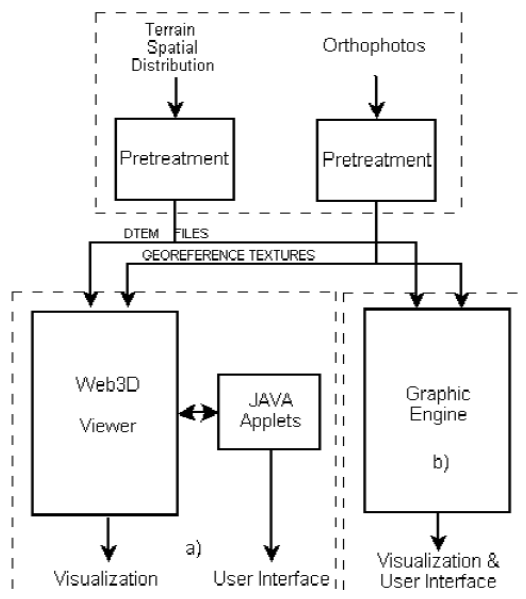 Terrain
Spatial
Distribution
Orthophotos
Pretreatment
Pretreatment
DTEM FILES
GEOREFERENCE TEXTURES
Web3D
Viewer
JAVA
Applets
Graphic
Engine
b)
a)
Visualization
User Interface
Visualization &
User Interface